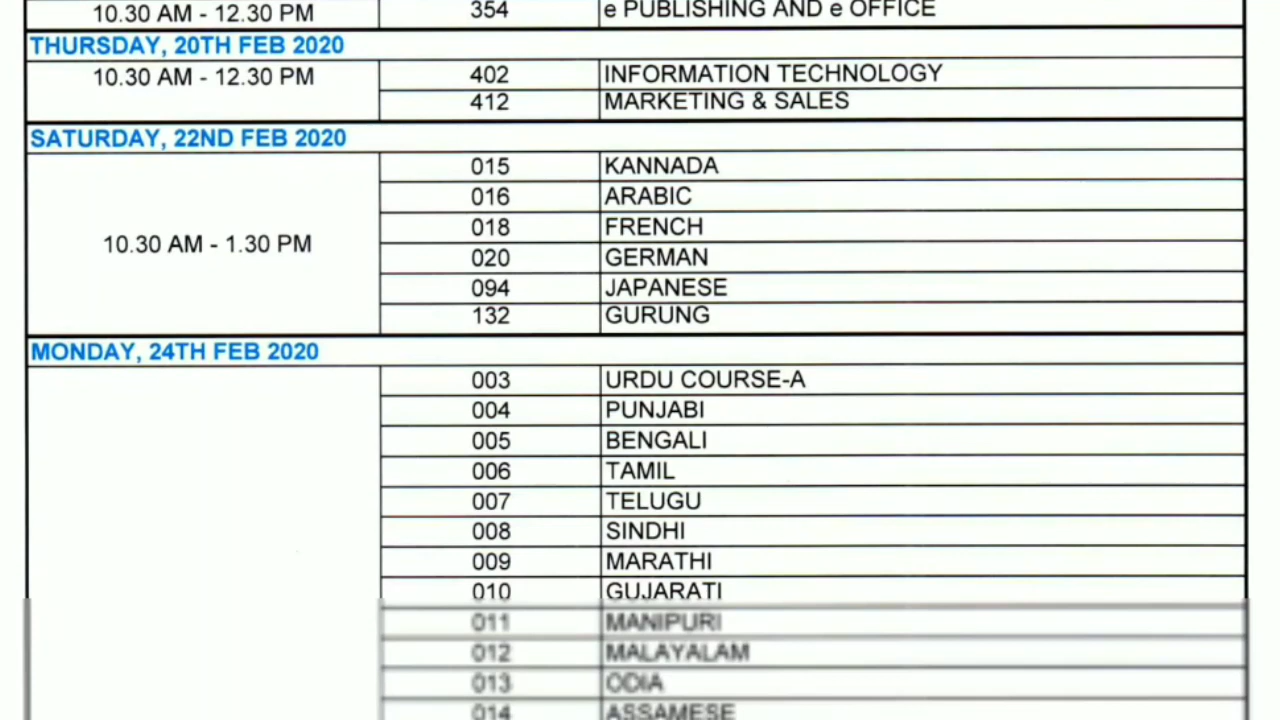 10.30 AM - 12.30 PM 354 e PUBLISHING AND e OFFICE
THURSDAY, 20TH FEB 2020
10.30 AM - 12.30 PM 402 INFORMATION TECHNOLOGY
412 MARKETING & SALES
SATURDAY, 22ND FEB 2020
015 KANNADA
016 ARABIC
018 FRENCH
10.30 AM - 1.30 PM 020 GERMAN
094 JAPANESE
132 GURUNG
MONDAY, 24TH FEB 2020
003 URDU COURSE-A
004 PUNJABI
005 BENGALI
006 TAMIL
007 TELUGU
008 SINDHI
009 MARATHI
010 GUJARATI
011 MANIPURI
012 MALAYALAM
013 ODIA
014 ASSAMESE